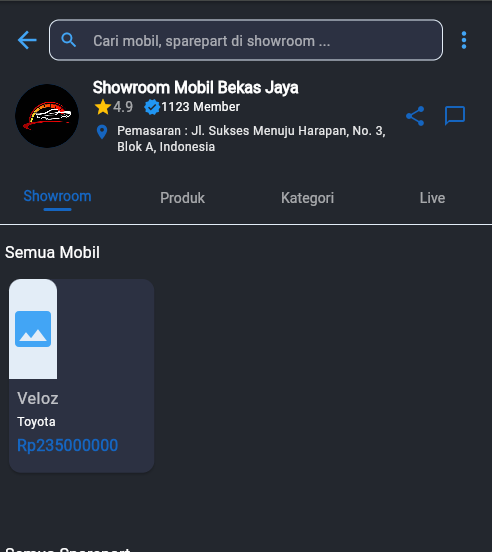 Cari mobil, sparepart di showroom ...
Showroom Mobil Bekas Jaya
4.9 1123 Member
Pemasaran : Jl. Sukses Menuju Harapan, No. 3,
Blok A, Indonesia
Showroom Produk Kategori Live
Semua Mobil
Veloz
Toyota
Rp235000000
Semua Sparepart